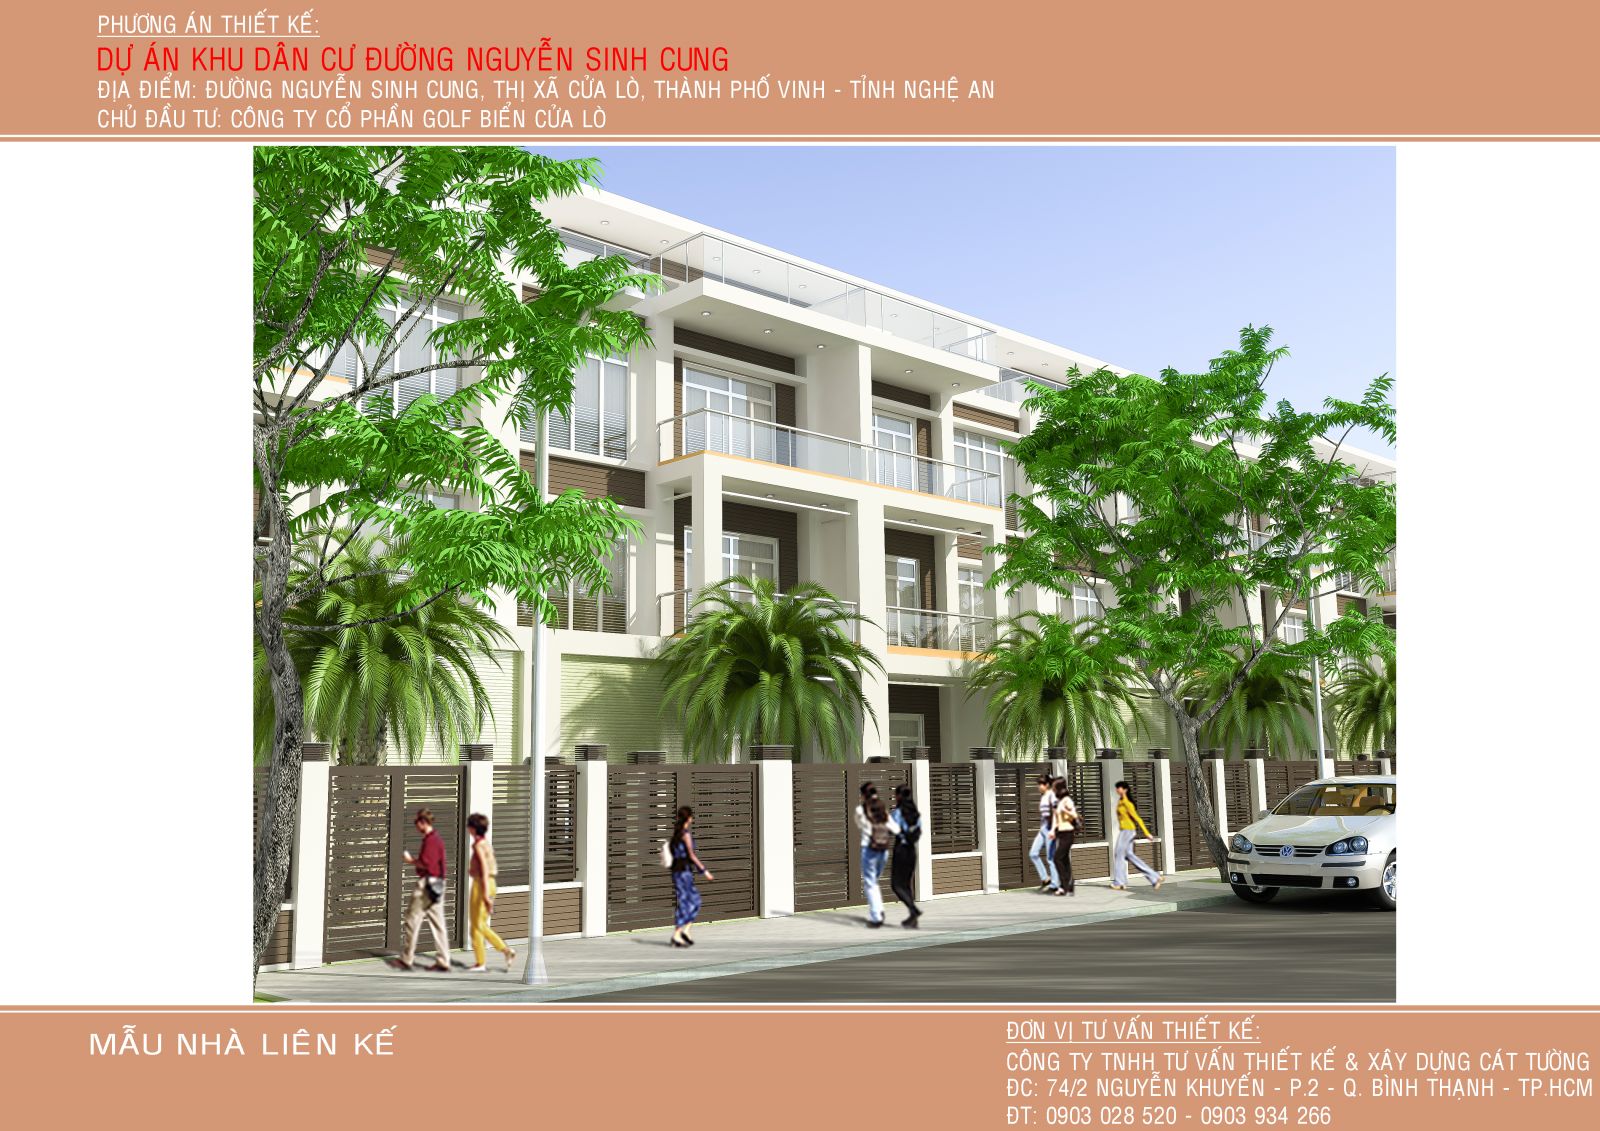 PHƯƠNG ÁN THIẾT KẾ:
DỰ ÁN KHU DÂN CƯ ĐƯỜNG NGUYỄN SINH CUNG
ĐỊA ĐIỂM: ĐƯỜNG NGUYỄN SINH CUNG, THỊ XÃ CỬA LÒ, THÀNH PHỐ VINH - TỈNH NGHỆ AN
CHỦ ĐẦU TƯ: CÔNG TY CỔ PHẦN GOLF BIỂN CỬA LÒ
MẪU NHÀ LIÊN KẾ
ĐƠN VỊ TƯ VẤN THIẾT KẾ:
CÔNG TY TNHH TƯ VẤN THIẾT KẾ & XÂY DỰNG CÁT TƯỜNG
ĐC: 74/2 NGUYỄN KHUYẾN - P.2 - Q. BÌNH THẠNH - TP.HCM
ĐT: 0903 028 520 - 0903 934 266